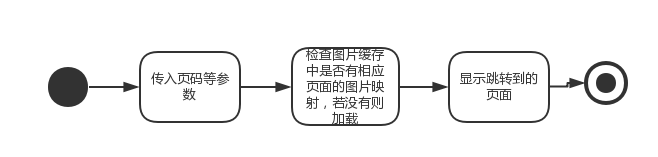 传入页码等参
数
检查图片缓存
中是否有相应
页面的图片映
射，若没有则
加载
显示跳转到的
页面